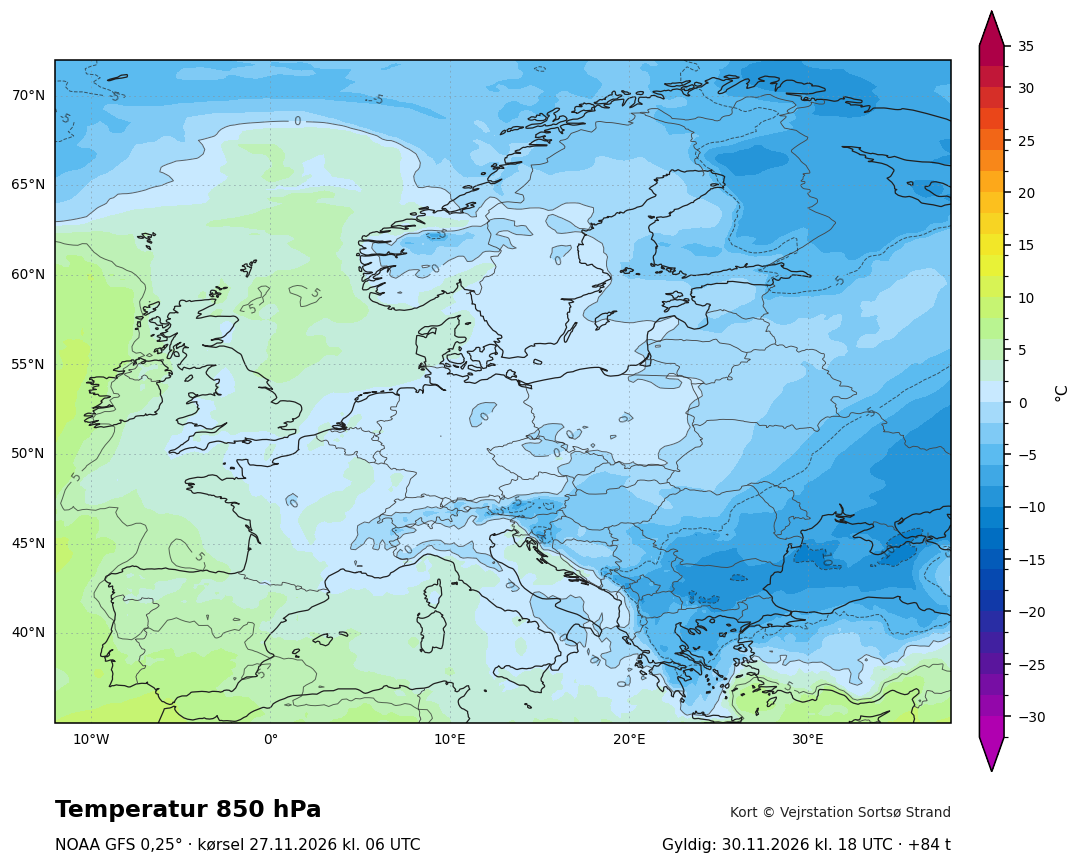 70°N
65°N
60°N
55°N
50°N
45°N
40°N
10°W
0°
10°E
20°E
30°E
35
30
25
20
15
10
5
0
−5
−10
−15
−20
−25
−30
°C
Temperatur 850 hPa
Kort © Vejrstation Sortsø Strand
NOAA GFS 0,25° · kørsel 27.11.2026 kl. 06 UTC
Gyldig: 30.11.2026 kl. 18 UTC · +84 t